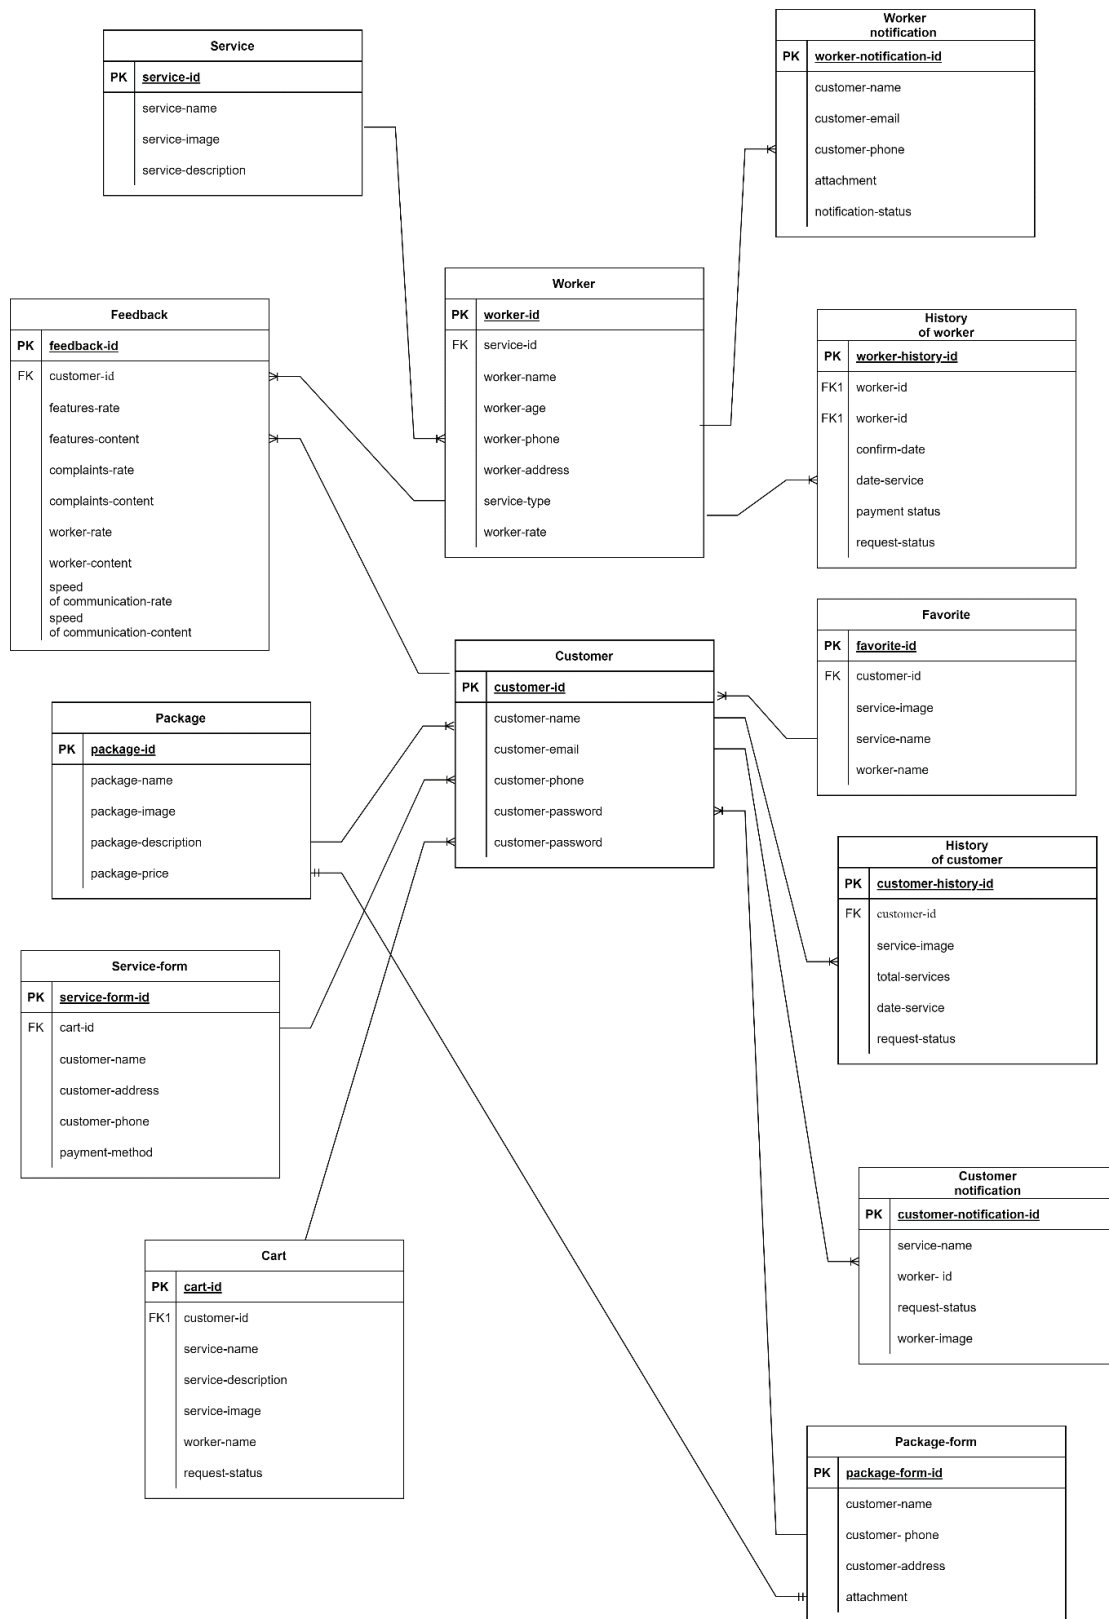 Service
PK service-id
service-name
service-image
service-description
Worker
notification
PK worker-notification-id
customer-name
customer-email
customer-phone
attachment
notification-status
Worker
PK worker-id
FK service-id
worker-name
worker-age
worker-phone
worker-address
service-type
worker-rate
Feedback
PK feedback-id
FK customer-id
features-rate
features-content
complaints-rate
complaints-content
worker-rate
worker-content
speed
of communication-rate
speed
of communication-content
History
of worker
PK worker-history-id
FK1 worker-id
FK1 worker-id
confirm-date
date-service
payment status
request-status
Favorite
PK favorite-id
FK customer-id
service-image
service-name
worker-name
Customer
PK customer-id
customer-name
customer-email
customer-phone
customer-password
customer-password
Package
PK package-id
package-name
package-image
package-description
package-price
History
of customer
PK customer-history-id
FK customer-id
service-image
total-services
date-service
request-status
Service-form
PK service-form-id
FK cart-id
customer-name
customer-address
customer-phone
payment-method
Customer
notification
PK customer-notification-id
service-name
worker- id
request-status
worker-image
Cart
PK cart-id
FK1 customer-id
service-name
service-description
service-image
worker-name
request-status
Package-form
PK package-form-id
customer-name
customer- phone
customer-address
attachment